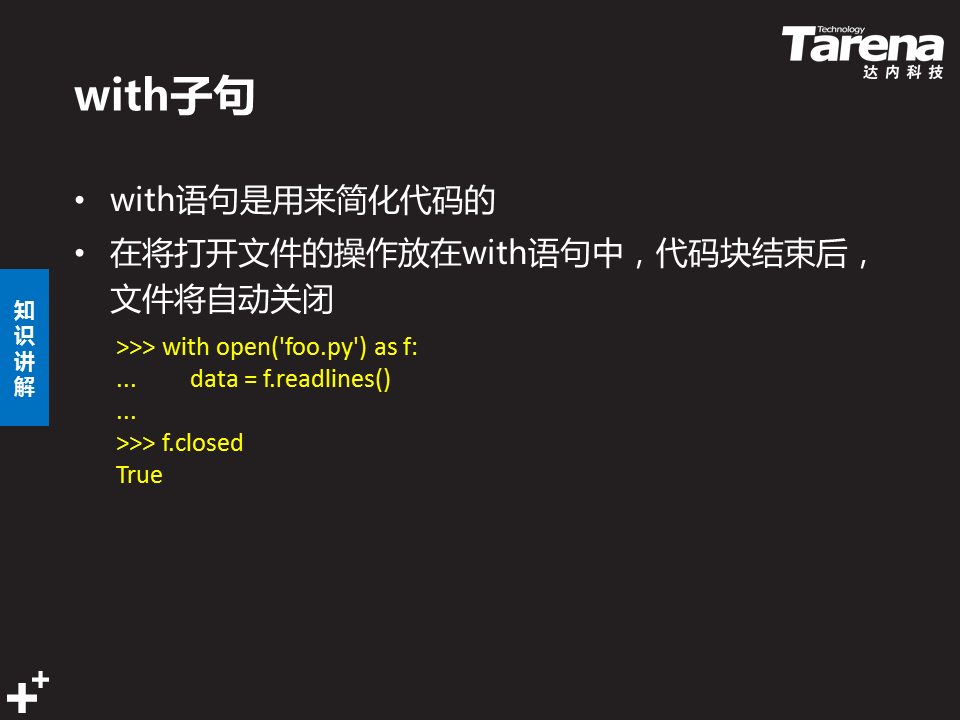 Technology
Tarena
达内科技
with子句
• with语句是用来简化代码的
• 在将打开文件的操作放在with语句中，代码块结束后，
文件将自动关闭
知识讲解
>>> with open('foo.py') as f:
...        data = f.readlines()
...
>>> f.closed
True